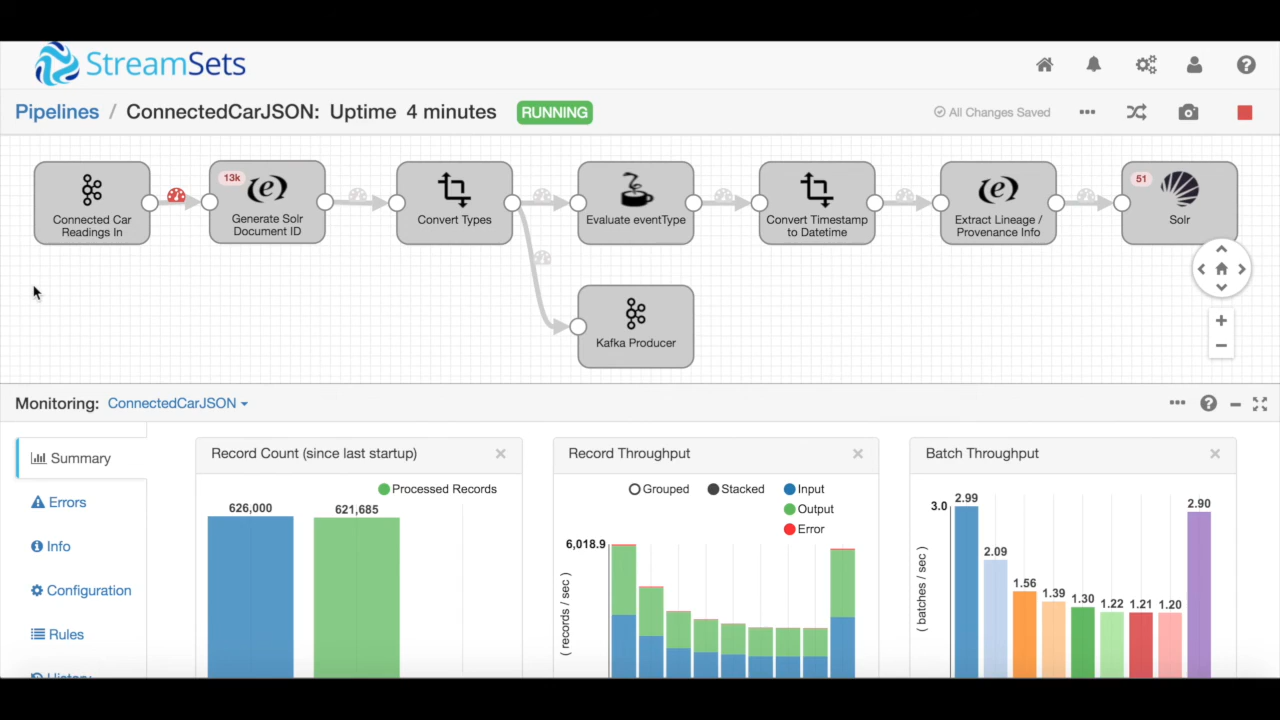 StreamSets
Pipelines / ConnectedCarJSON: Uptime 4 minutes RUNNING
All Changes Saved
13k
51
Connected Car
Readings In
Generate Solr
Document ID
Convert Types
Evaluate eventType
Convert Timestamp
to Datetime
Extract Lineage /
Provenance Info
Solr
Kafka Producer
Monitoring: ConnectedCarJSON
Summary
Errors
Info
Configuration
Rules
History
Record Count (since last startup)
Processed Records
626,000
621,685
Record Throughput
Grouped Stacked Input
Output
Error
6,018.9
( records / sec )
Batch Throughput
3.0
( batches / sec )
2.99
2.09
1.56
1.39
1.30
1.22
1.21
1.20
2.90